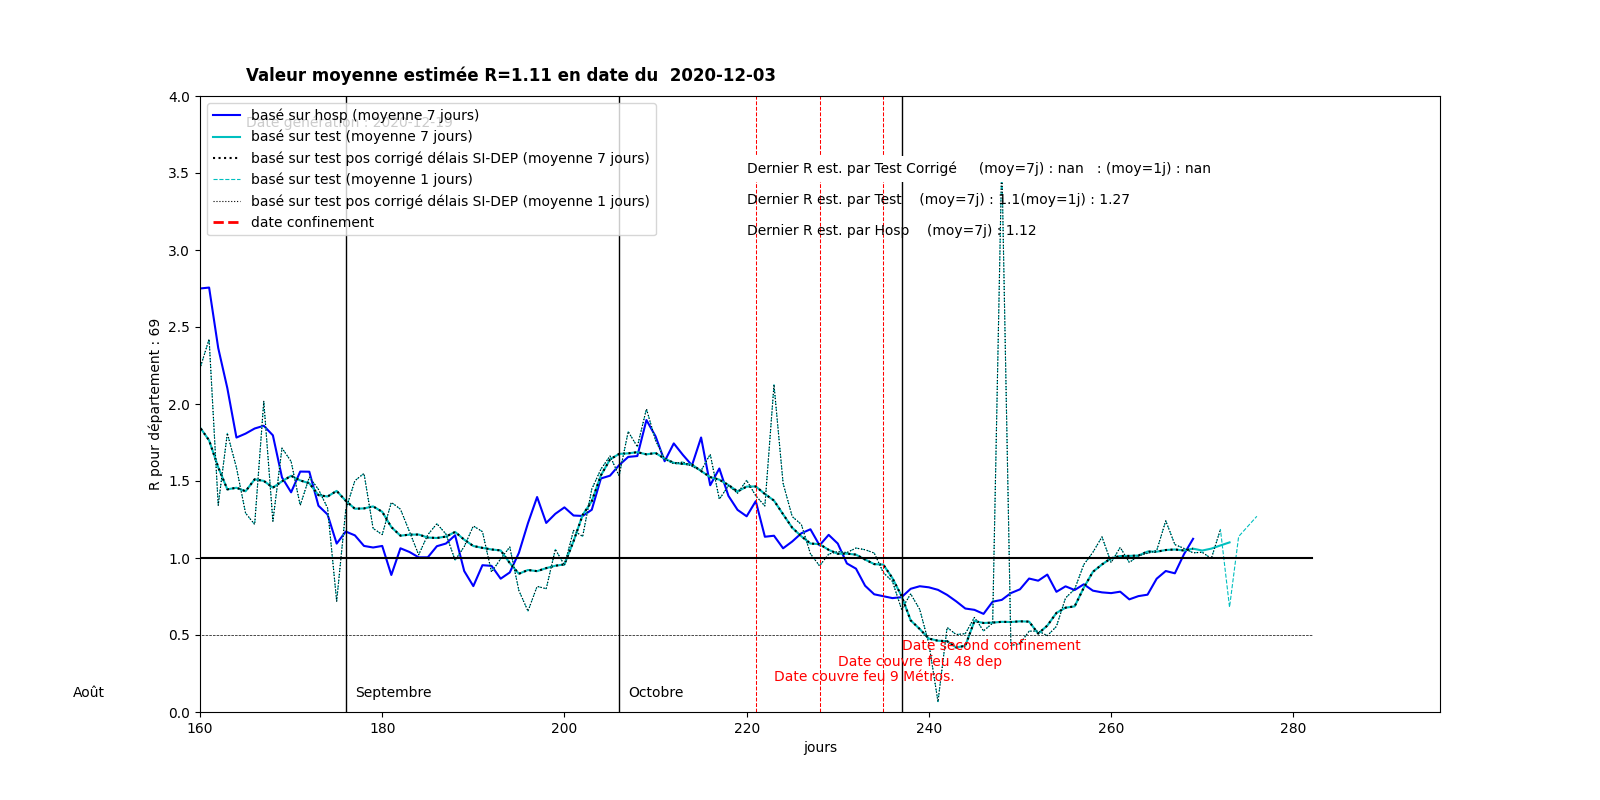 Valeur moyenne estimée R=1.11 en date du  2020-12-03
Date génération : 2020-12-19
basé sur hosp (moyenne 7 jours)
basé sur test (moyenne 7 jours)
basé sur test pos corrigé délais SI-DEP (moyenne 7 jours)
basé sur test (moyenne 1 jours)
basé sur test pos corrigé délais SI-DEP (moyenne 1 jours)
date confinement
Dernier R est. par Test Corrigé     (moy=7j) : nan   : (moy=1j) : nan
Dernier R est. par Test    (moy=7j) : 1.1(moy=1j) : 1.27
Dernier R est. par Hosp    (moy=7j) : 1.12
4.0
3.5
3.0
2.5
2.0
1.5
1.0
0.5
0.0
R pour département : 69
Date second confinement
Date couvre feu 48 dep
Date couvre feu 9 Métros.
Août
Septembre
Octobre
160
180
200
220
240
260
280
jours